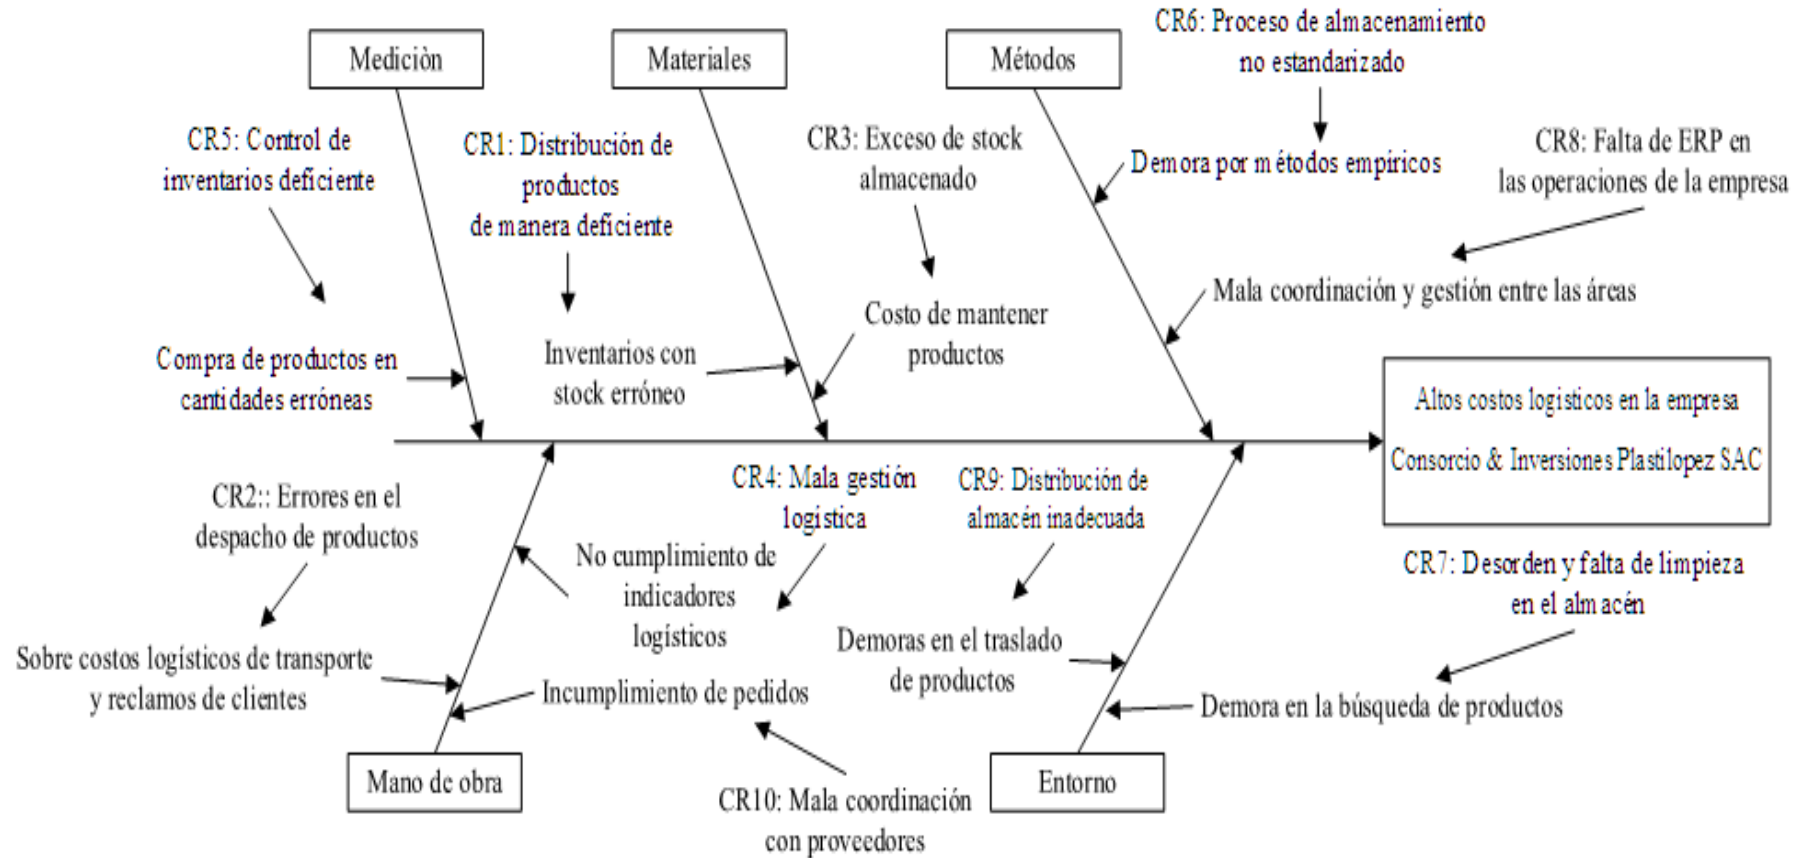 Mediciòn
Materiales
Métodos
CR6: Proceso de almacenamiento
no estandarizado
CR5: Control de
inventarios deficiente
CR1: Distribución de
productos
de manera deficiente
CR3: Exceso de stock
almacenado
Demora por métodos empíricos
CR8: Falta de ERP en
las operaciones de la empresa
Mala coordinación y gestión entre las áreas
Costo de mantener
productos
Inventarios con
stock erróneo
Compra de productos en
cantidades erróneas
Altos costos logisticos en la empresa
Consorcio & Inversiones Plastilopez SAC
CR2:: Errores en el
despacho de productos
CR4: Mala gestión
logistica
CR9: Distribución de
almacén inadecuada
CR7: Desorden y falta de limpieza
en el almacén
No cumplimiento de
indicadores
logísticos
Sobre costos logísticos de transporte
y reclamos de clientes
Incumplimiento de pedidos
Demoras en el traslado
de productos
Demora en la búsqueda de productos
Mano de obra
CR10: Mala coordinación
con proveedores
Entorno